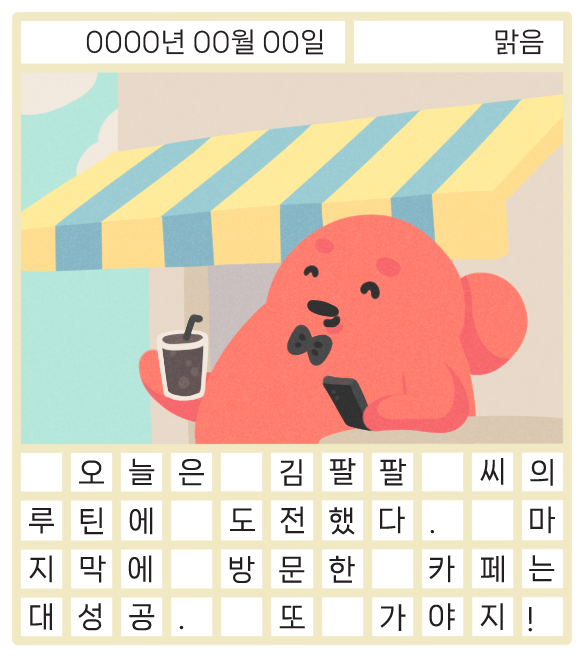 0000년 00월 00일 맑음
오늘은 김팔팔 씨의
루틴에 도전했다. 마
지막에 방문한 카페는
대성공. 또 가야지!